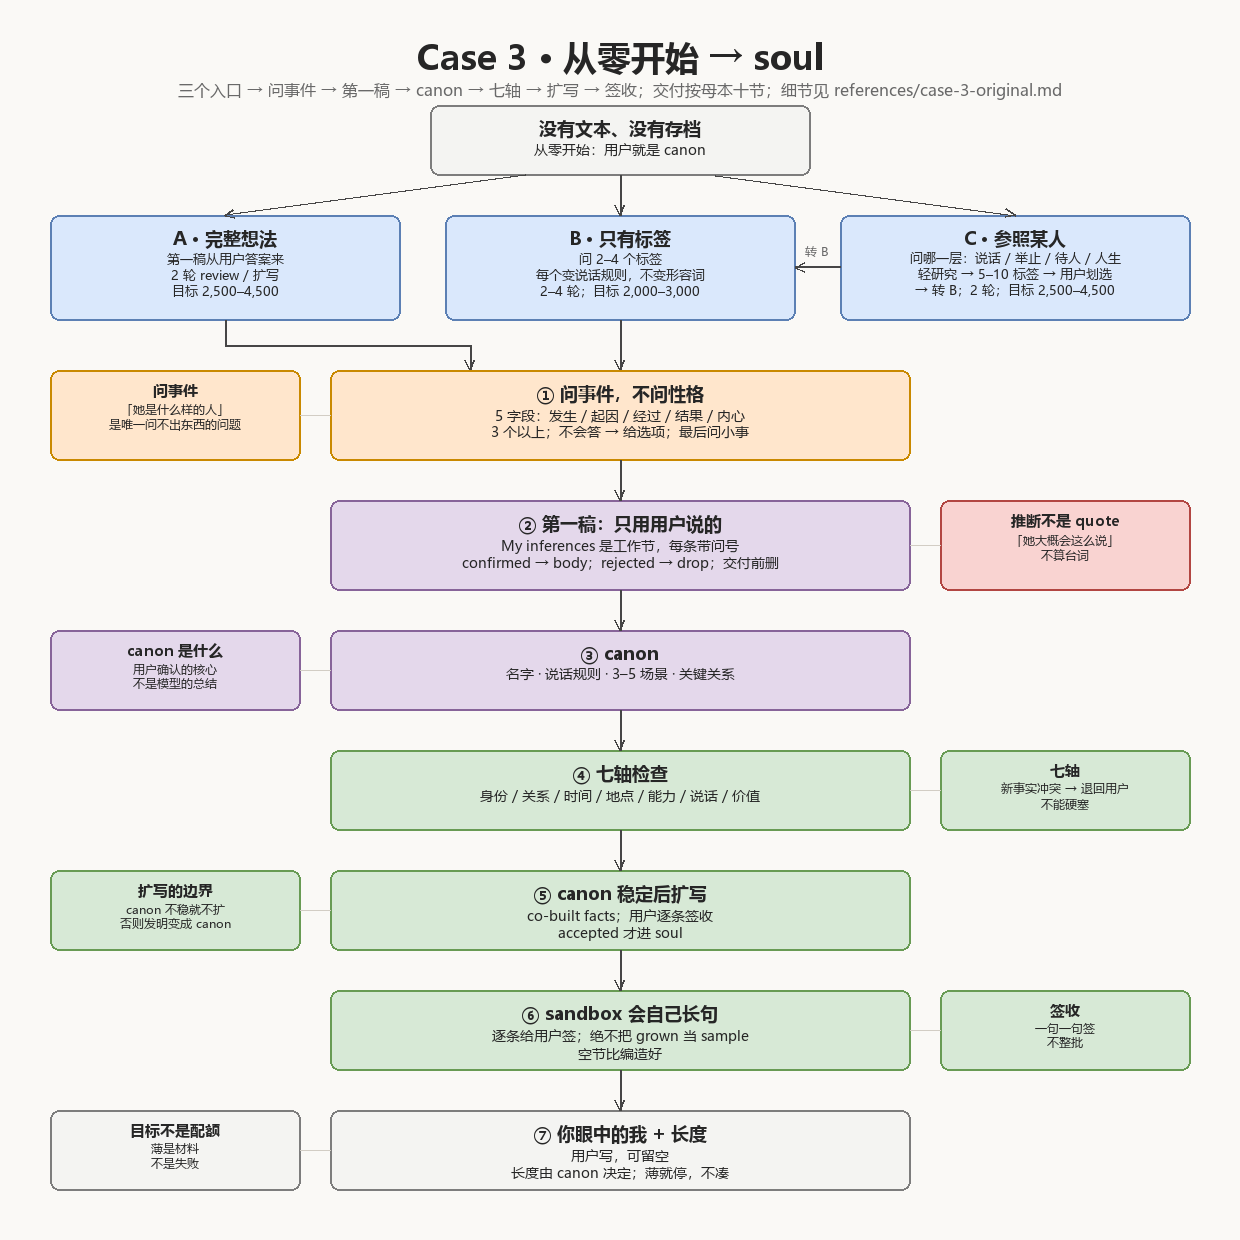 Case 3 • 从零开始 → soul
三个入口 → 问事件 → 第一稿 → canon → 七轴 → 扩写 → 签收；交付按母本十节；细节见 references/case-3-original.md
没有文本、没有存档
从零开始：用户就是 canon
A • 完整想法
第一稿从用户答案来
2 轮 review / 扩写
目标 2,500–4,500
B • 只有标签
问 2–4 个标签
每个变说话规则，不变形容词
2–4 轮；目标 2,000–3,000
转 B
C • 参照某人
问哪一层：说话 / 举止 / 待人 / 人生
轻研究 → 5–10 标签 → 用户划选
→ 转 B；2 轮；目标 2,500–4,500
问事件
「她是什么样的人」
是唯一问不出东西的问题
① 问事件，不问性格
5 字段：发生 / 起因 / 经过 / 结果 / 内心
3 个以上；不会答 → 给选项；最后问小事
② 第一稿：只用用户说的
My inferences 是工作节，每条带问号
confirmed → body；rejected → drop；交付前删
推断不是 quote
「她大概会这么说」
不算台词
canon 是什么
用户确认的核心
不是模型的总结
③ canon
名字 · 说话规则 · 3–5 场景 · 关键关系
④ 七轴检查
身份 / 关系 / 时间 / 地点 / 能力 / 说话 / 价值
七轴
新事实冲突 → 退回用户
不能硬塞
扩写的边界
canon 不稳就不扩
否则发明变成 canon
⑤ canon 稳定后扩写
co-built facts；用户逐条签收
accepted 才进 soul
⑥ sandbox 会自己长句
逐条给用户签；绝不把 grown 当 sample
空节比编造好
签收
一句一句签
不整批
目标不是配额
薄是材料
不是失败
⑦ 你眼中的我 + 长度
用户写，可留空
长度由 canon 决定；薄就停，不凑